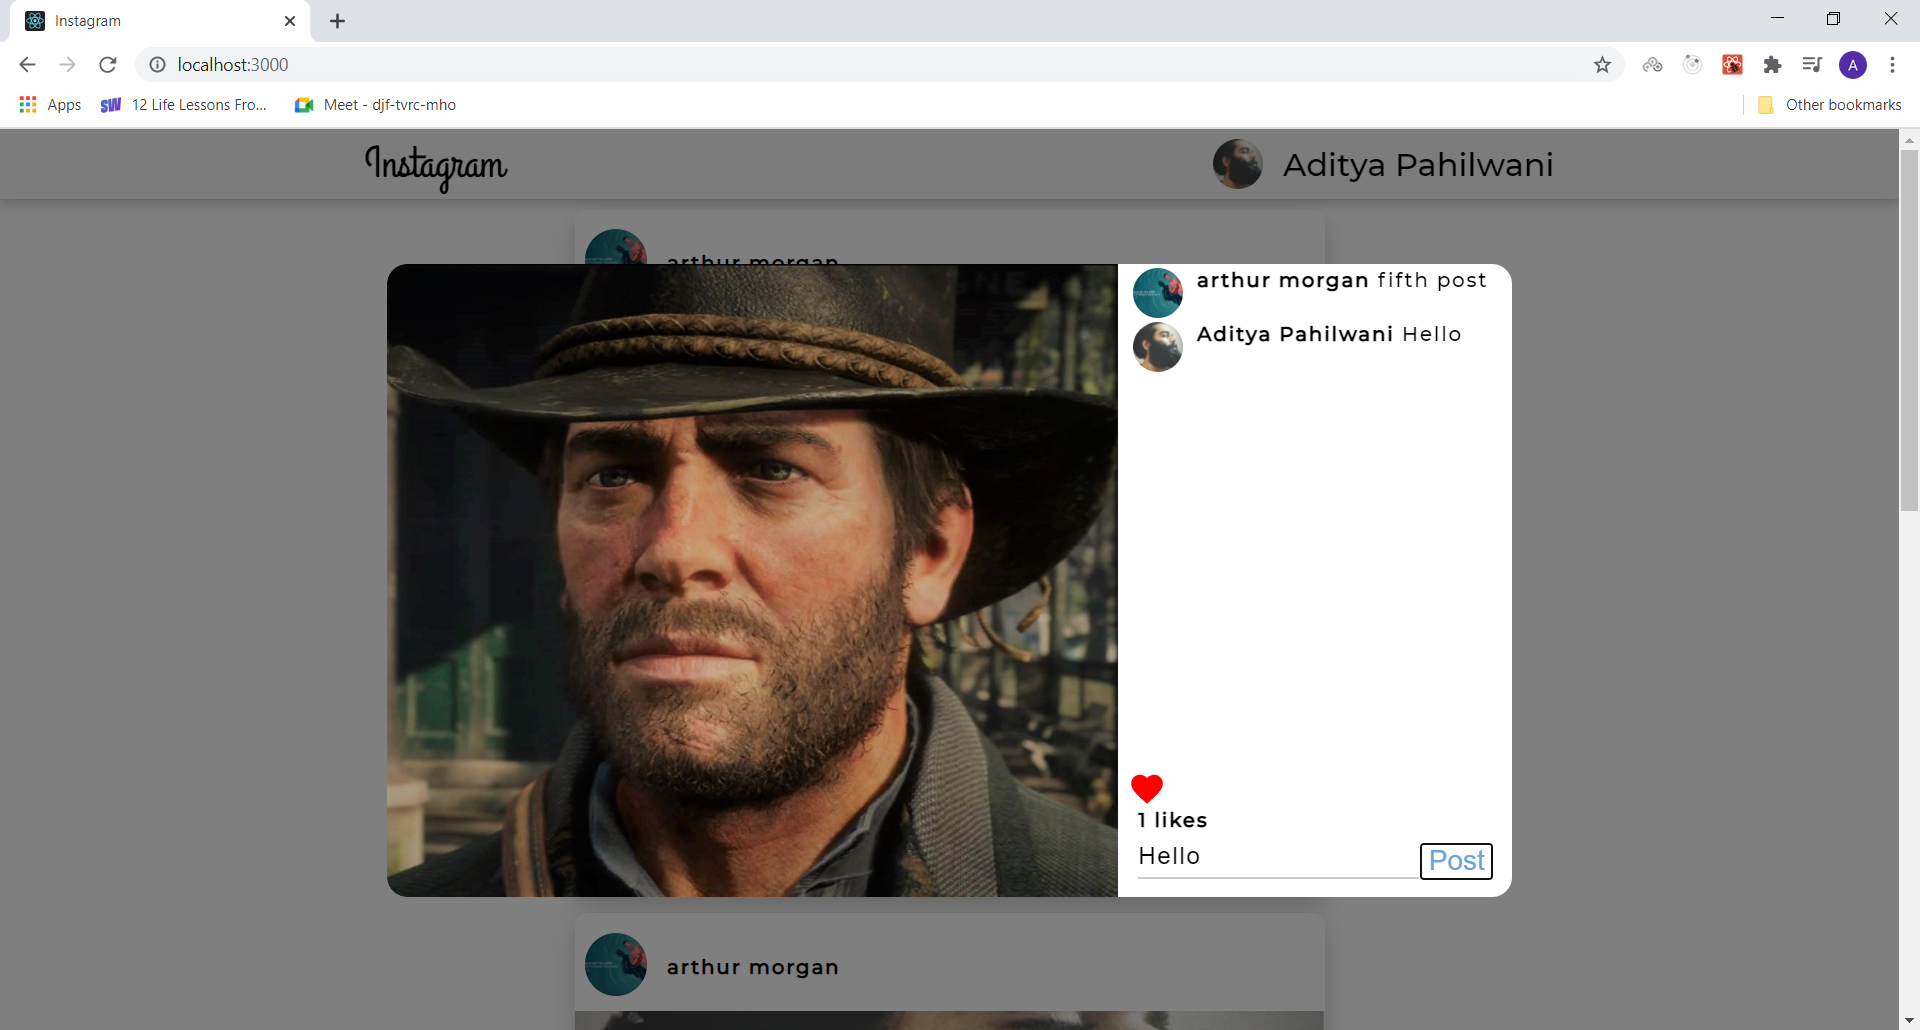 Instagram
localhost:3000
A
Apps
SW 12 Life Lessons Fro...
Meet - djf-tvrc-mho
Other bookmarks
Instagram
Aditya Pahilwani
arthur morgan
arthur morgan fifth post
Aditya Pahilwani Hello
1 likes
Hello
Post
arthur morgan